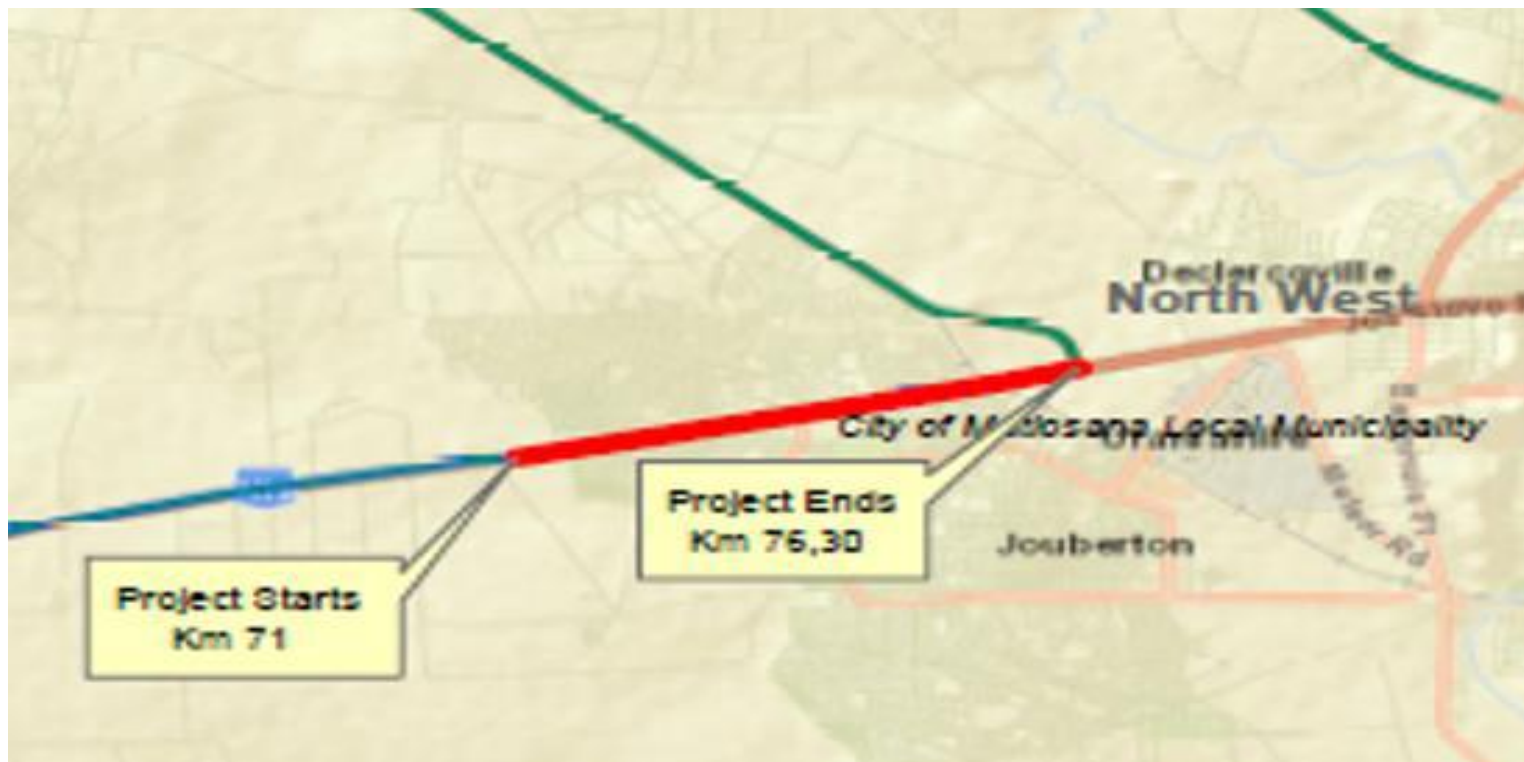 Declercqville
North West
City of Matlosana Local Municipality
Project Ends
Km 76,30
Jouberton
Project Starts
Km 71